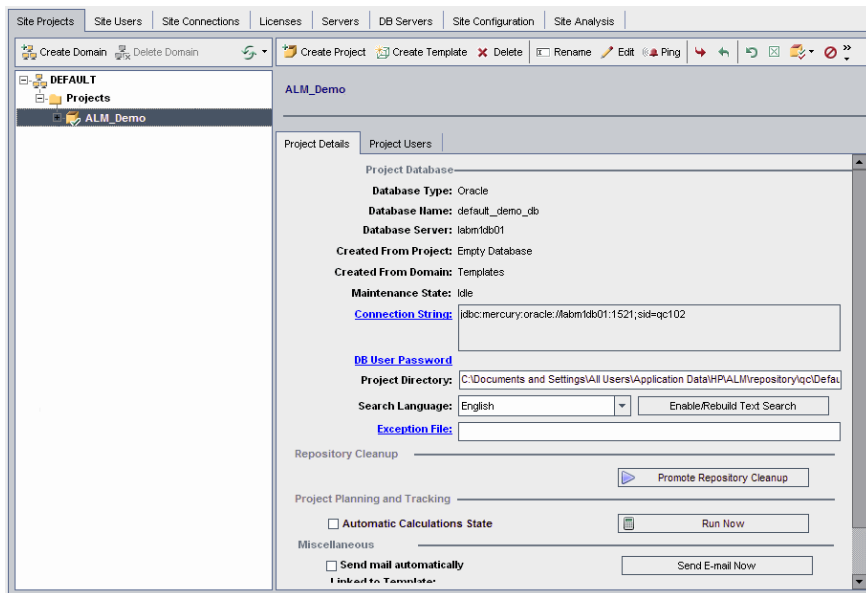 Site Projects Site Users Site Connections Licenses Servers DB Servers Site Configuration Site Analysis
Create Domain Delete Domain Create Project Create Template Delete Rename Edit Ping
DEFAULT
Projects
ALM_Demo
ALM_Demo
Project Details Project Users
Project Database
Database Type: Oracle
Database Name: default_demo_db
Database Server: labm1db01
Created From Project: Empty Database
Created From Domain: Templates
Maintenance State: Idle
Connection String: jdbc:mercury:oracle://labm1db01:1521;sid=qc102
DB User Password
Project Directory: C:\Documents and Settings\All Users\Application Data\HP\ALM\repository\qc\Defau
Search Language: English Enable/Rebuild Text Search
Exception File:
Repository Cleanup
Promote Repository Cleanup
Project Planning and Tracking
Automatic Calculations State Run Now
Miscellaneous
Send mail automatically Send E-mail Now
Linked to Template: